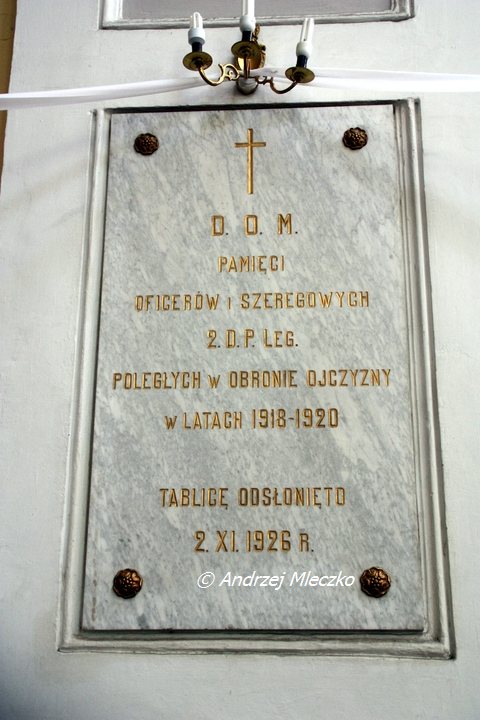 D. O. M.
PAMIĘCI
OFICERÓW i SZEREGOWYCH
2. D. P. LEG.
POLEGŁYCH W OBRONIE OJCZYZNY
W LATACH 1918-1920
TABLICĘ ODSŁONIĘTO
2. XI. 1926 R.
© Andrzej Mleczko